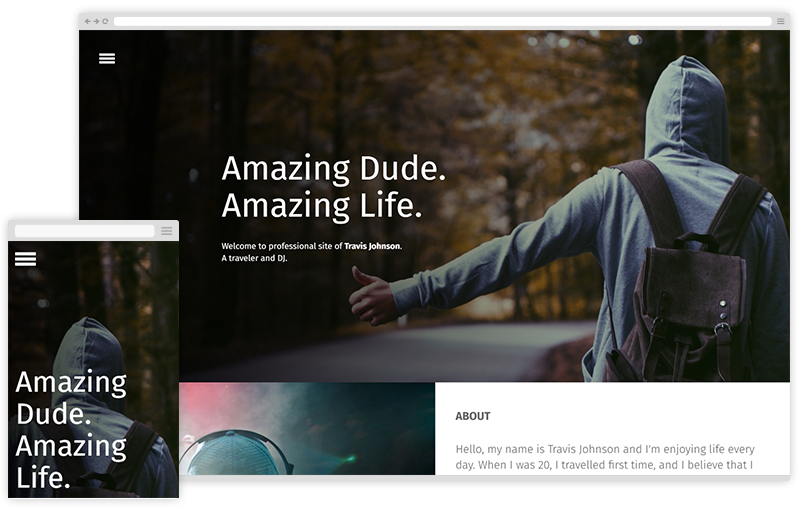 Amazing Dude.
Amazing Life.
Welcome to professional site of Travis Johnson.
A traveler and DJ.
ABOUT
Hello, my name is Travis Johnson and I'm enjoying life every
day. When I was 20, I travelled first time, and I believe that I
Amazing
Dude.
Amazing
Life.